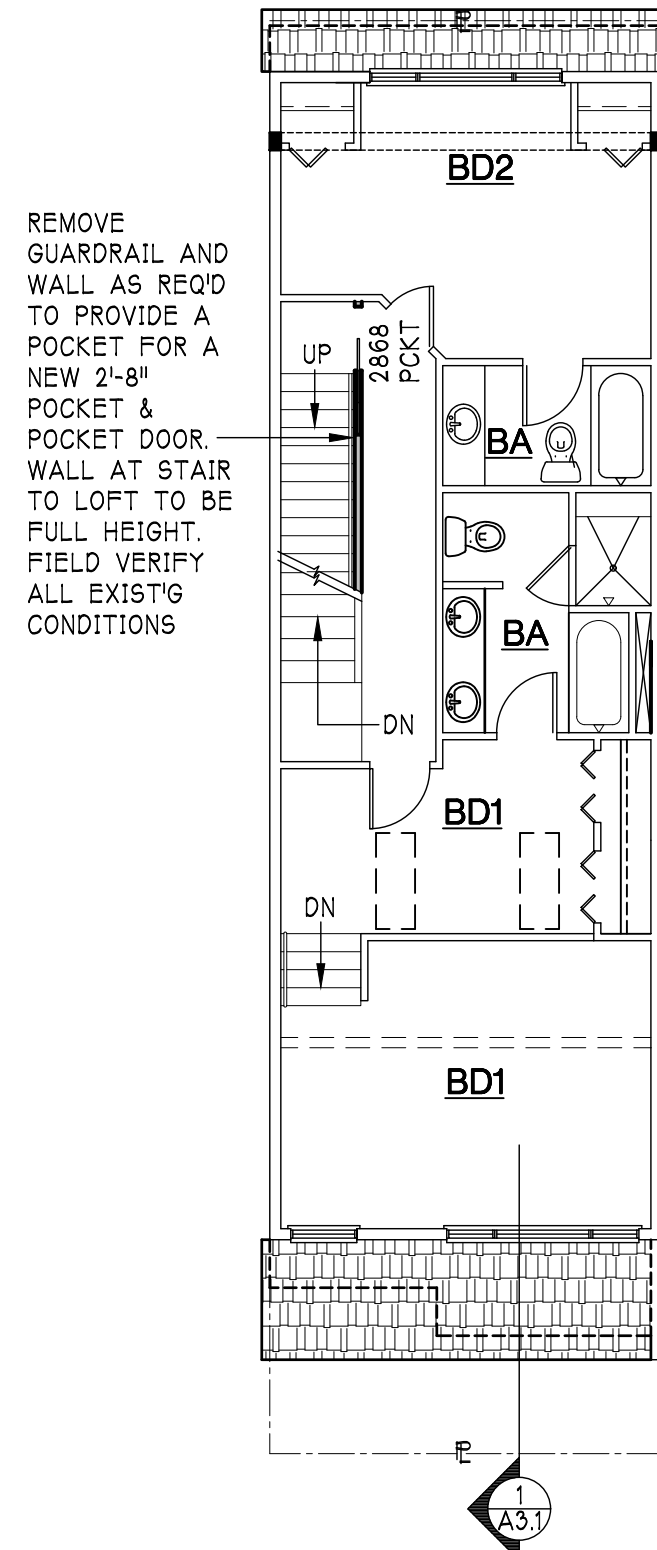 PL
BD2
REMOVE
GUARDRAIL AND
WALL AS REQ'D
TO PROVIDE A
POCKET FOR A
NEW 2'-8"
POCKET &
POCKET DOOR.
WALL AT STAIR
TO LOFT TO BE
FULL HEIGHT.
FIELD VERIFY
ALL EXIST'G
CONDITIONS
UP
2868
PCKT
BA
BA
DN
BD1
DN
BD1
PL
1
A3.1